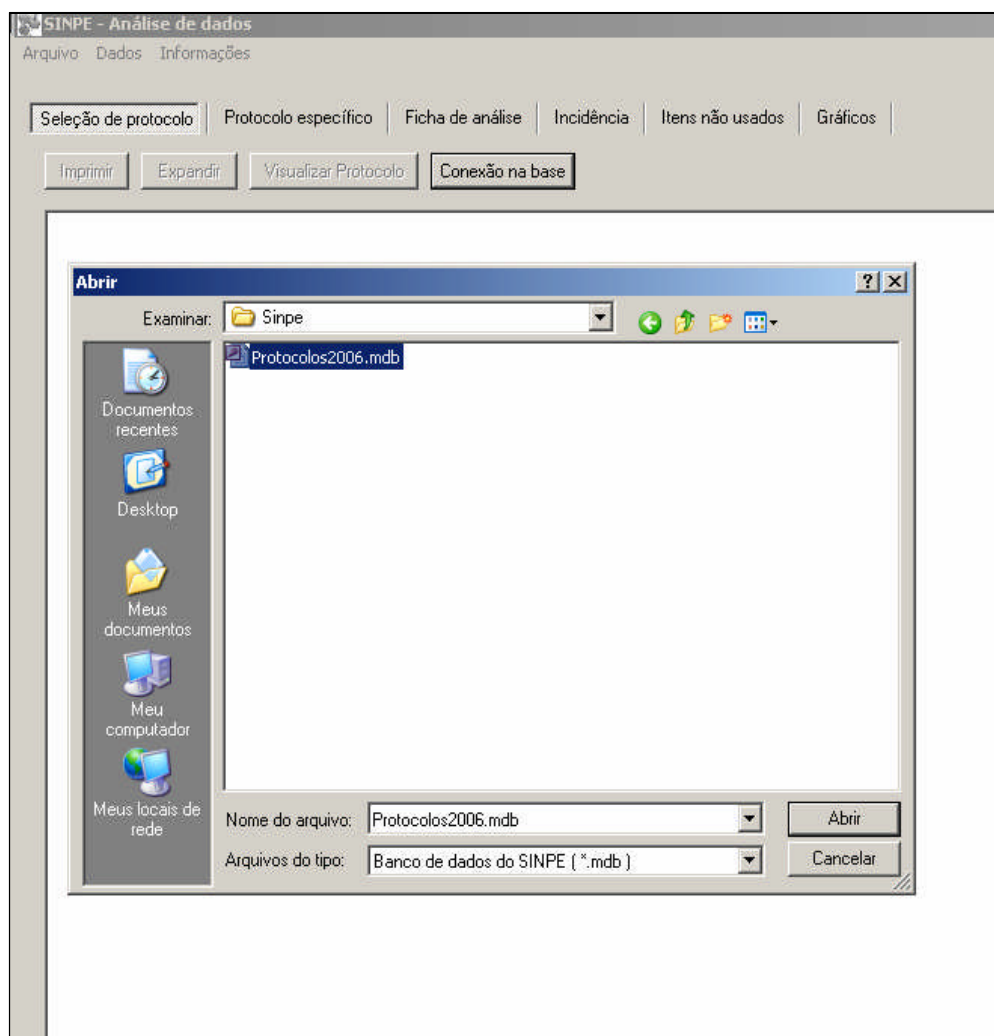 SINPE - Análise de dados
Arquivo Dados Informações
Seleção de protocolo Protocolo específico Ficha de análise Incidência Itens não usados Gráficos
Imprimir Expandir Visualizar Protocolo Conexão na base
Abrir
Examinar: Sinpe
Protocolos2006.mdb
Documentos
recentes
Desktop
Meus
documentos
Meu
computador
Meus locais de
rede
Nome do arquivo: Protocolos2006.mdb Abrir
Arquivos do tipo: Banco de dados do SINPE ( *.mdb ) Cancelar